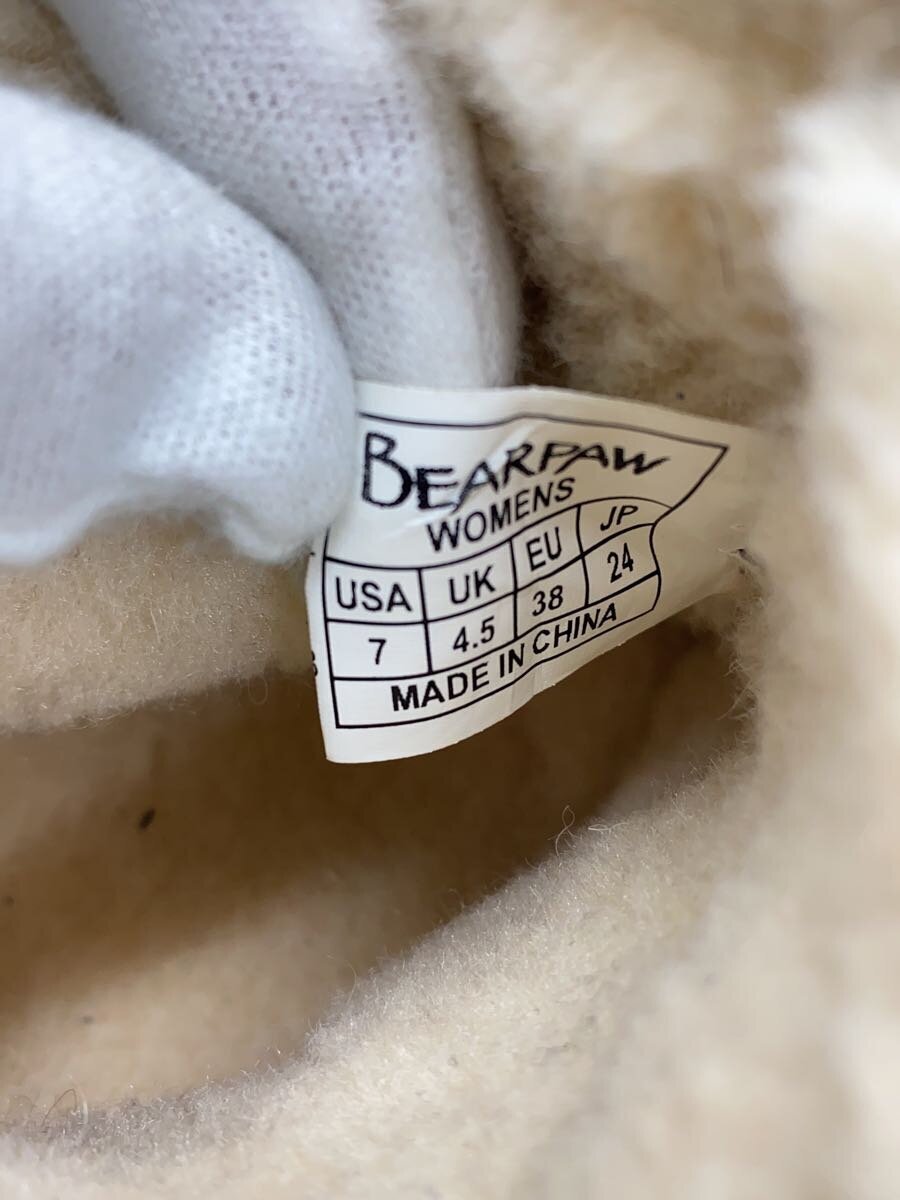 BEARPAW
WOMENS
USA UK EU JP
7 4.5 38 24
MADE IN CHINA